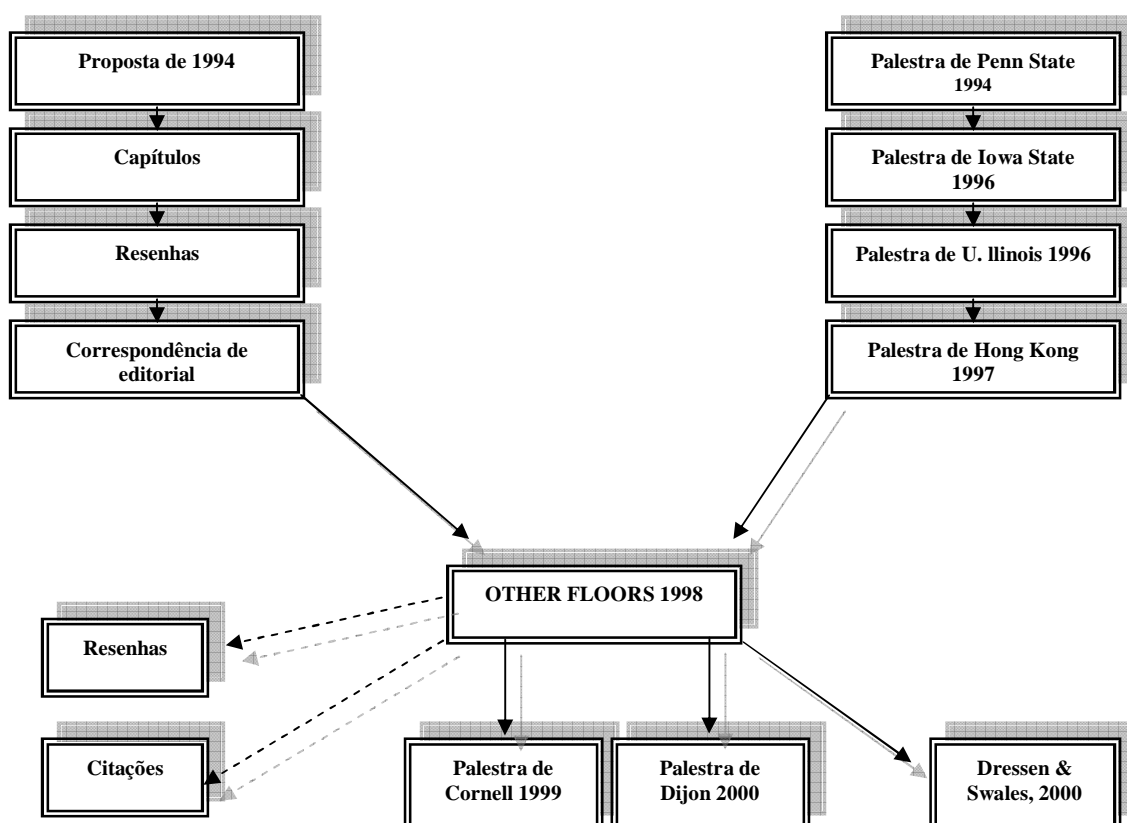 Proposta de 1994
Capítulos
Resenhas
Correspondência de
editorial
Palestra de Penn State
1994
Palestra de Iowa State
1996
Palestra de U. llinois 1996
Palestra de Hong Kong
1997
OTHER FLOORS 1998
Resenhas
Citações
Palestra de
Cornell 1999
Palestra de
Dijon 2000
Dressen &
Swales, 2000